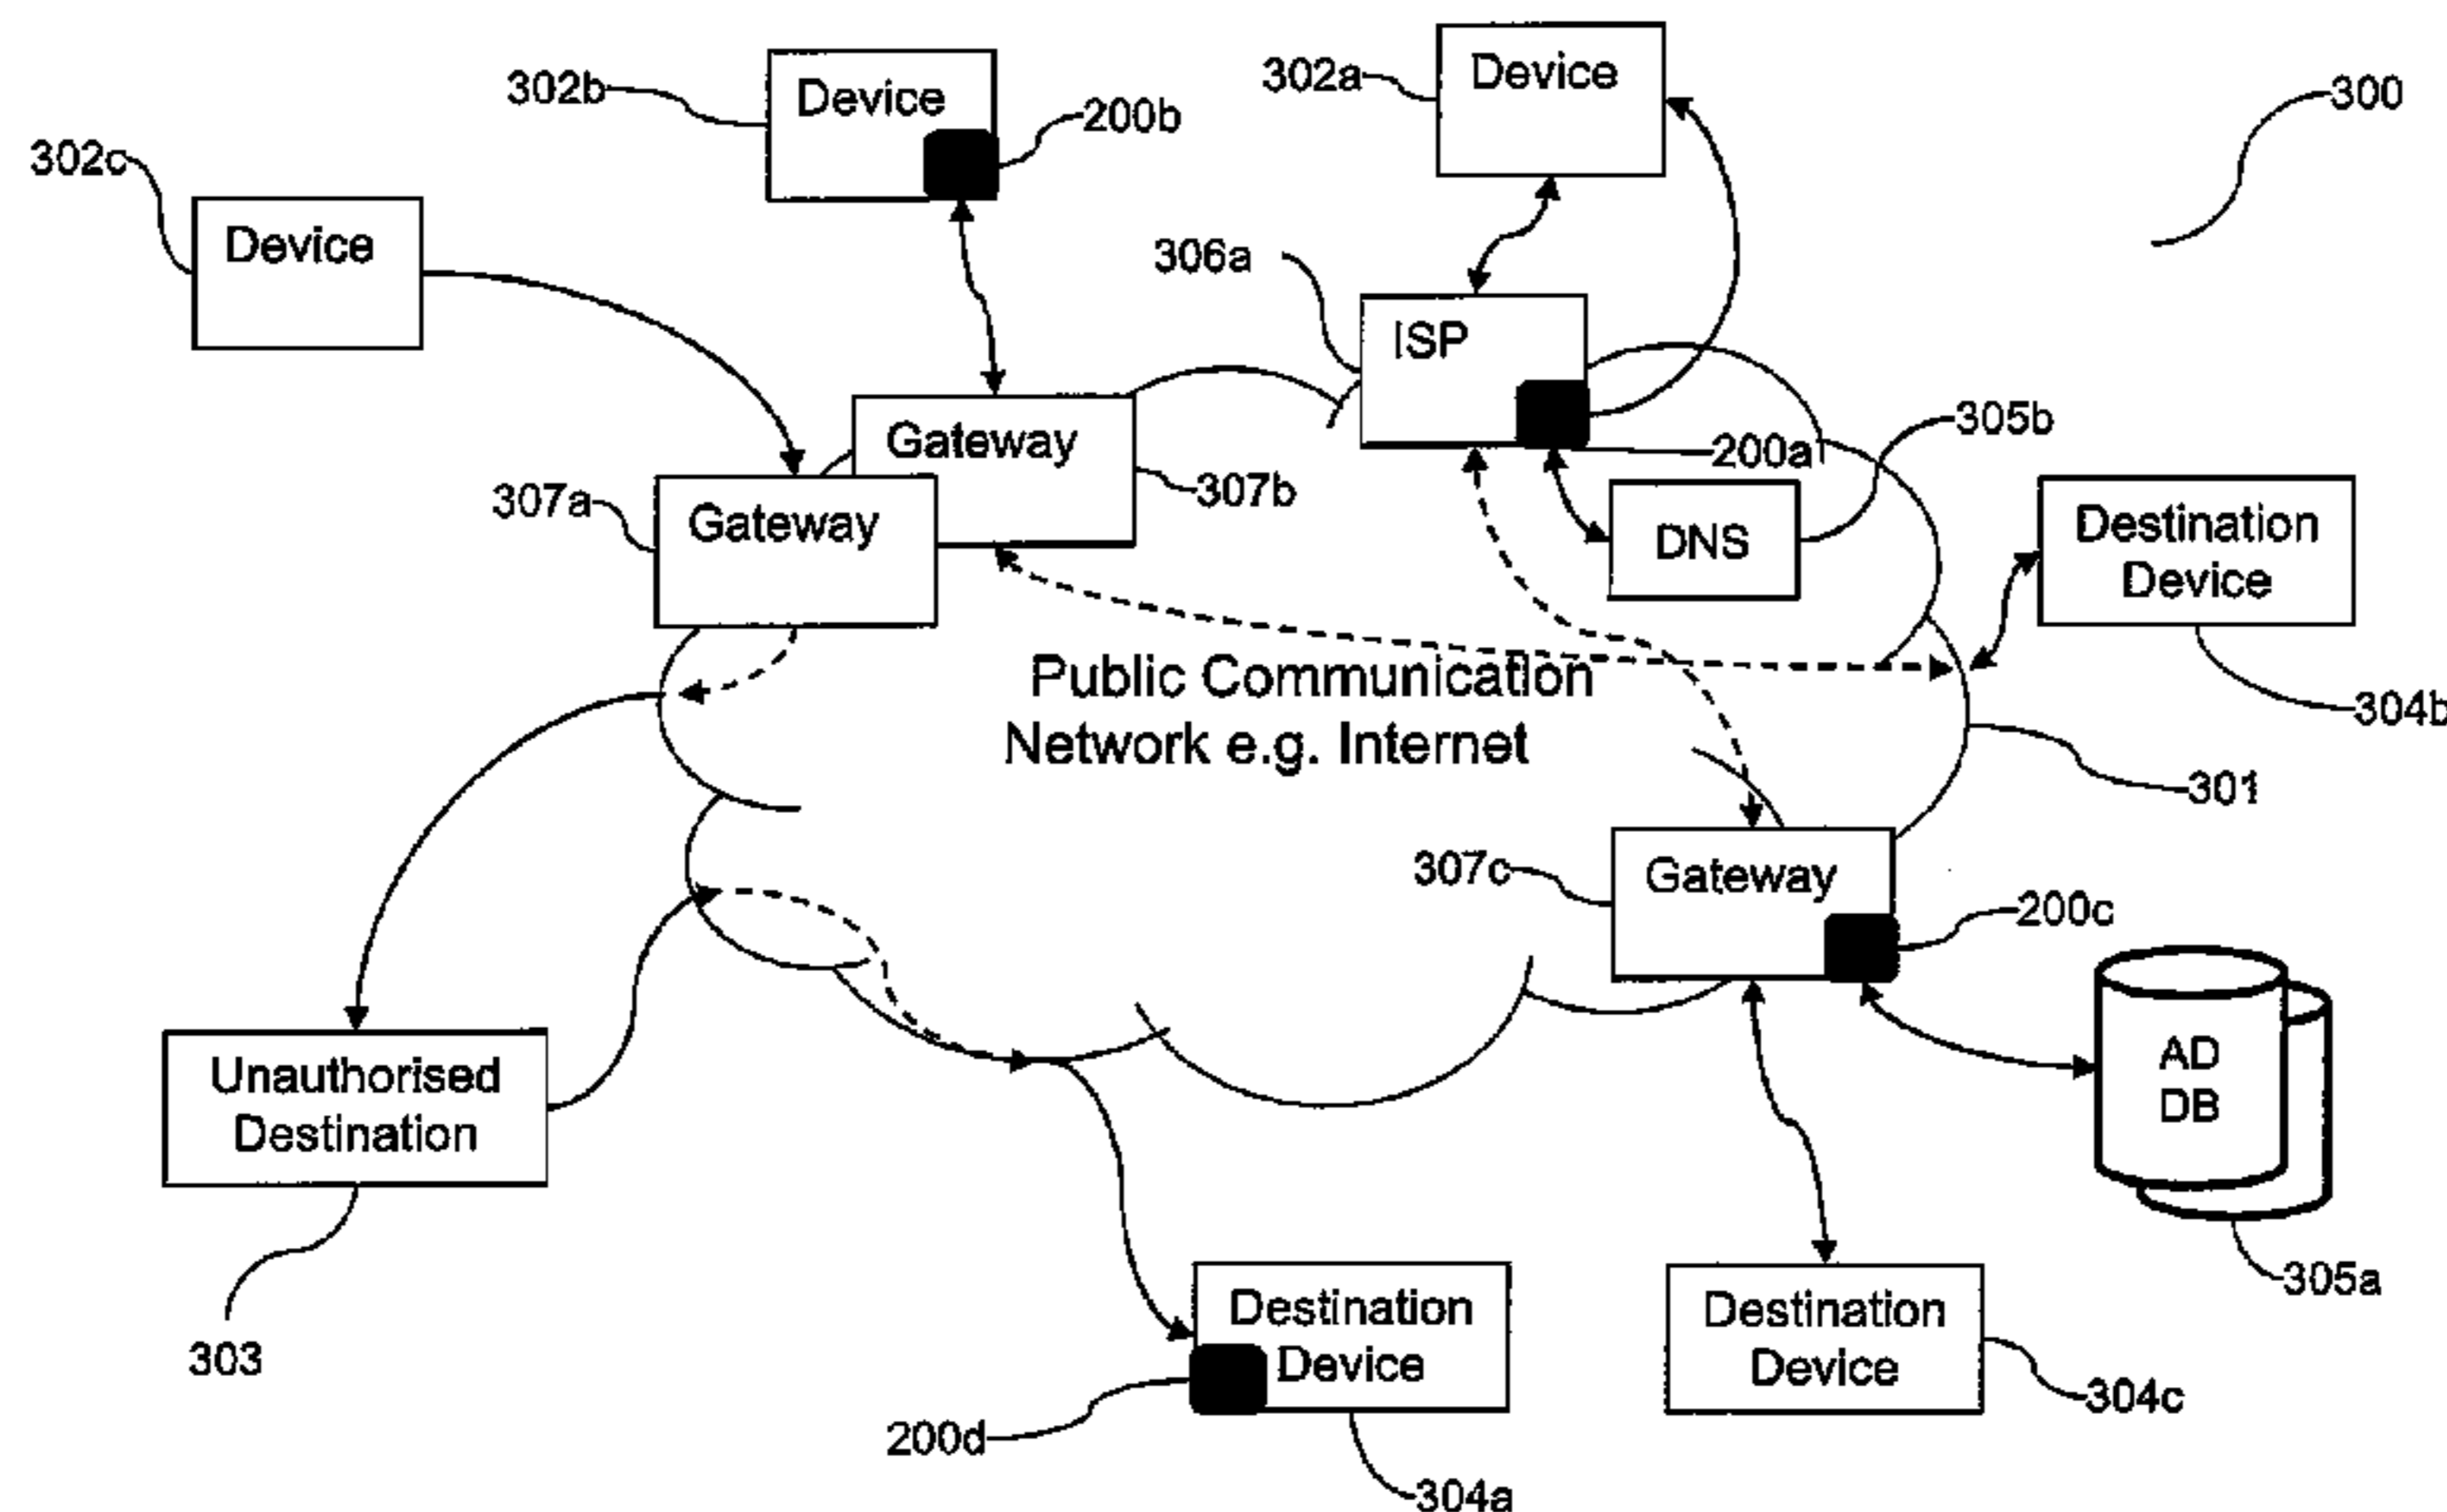 302b
Device
200b
302a
Device
300
302c
Device
306a
ISP
200a
305b
307a
Gateway
Gateway
307b
DNS
Destination
Device
304b
Public Communication
Network e.g. Internet
301
307c
Gateway
200c
AD
DB
305a
Unauthorised
Destination
303
Destination
Device
200d
304a
Destination
Device
304c